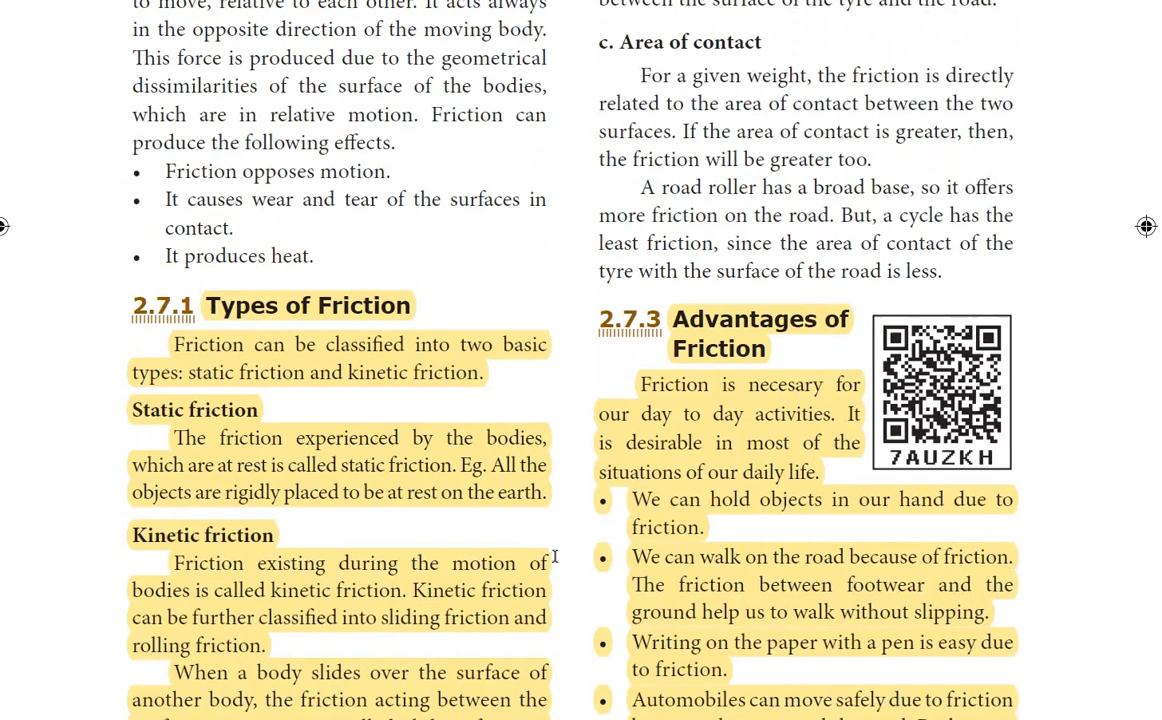 to move, relative to each other. It acts always
in the opposite direction of the moving body.
This force is produced due to the geometrical
dissimilarities of the surface of the bodies,
which are in relative motion. Friction can
produce the following effects.
• Friction opposes motion.
• It causes wear and tear of the surfaces in
contact.
• It produces heat.
2.7.1 Types of Friction
Friction can be classified into two basic
types: static friction and kinetic friction.
Static friction
The friction experienced by the bodies,
which are at rest is called static friction. Eg. All the
objects are rigidly placed to be at rest on the earth.
Kinetic friction
Friction existing during the motion of
bodies is called kinetic friction. Kinetic friction
can be further classified into sliding friction and
rolling friction.
When a body slides over the surface of
another body, the friction acting between the
between the surface of the tyre and the road.
c. Area of contact
For a given weight, the friction is directly
related to the area of contact between the two
surfaces. If the area of contact is greater, then,
the friction will be greater too.
A road roller has a broad base, so it offers
more friction on the road. But, a cycle has the
least friction, since the area of contact of the
tyre with the surface of the road is less.
2.7.3 Advantages of
Friction
Friction is necesary for
our day to day activities. It
is desirable in most of the
situations of our daily life.
7AUZKH
• We can hold objects in our hand due to
friction.
• We can walk on the road because of friction.
The friction between footwear and the
ground help us to walk without slipping.
• Writing on the paper with a pen is easy due
to friction.
• Automobiles can move safely due to friction